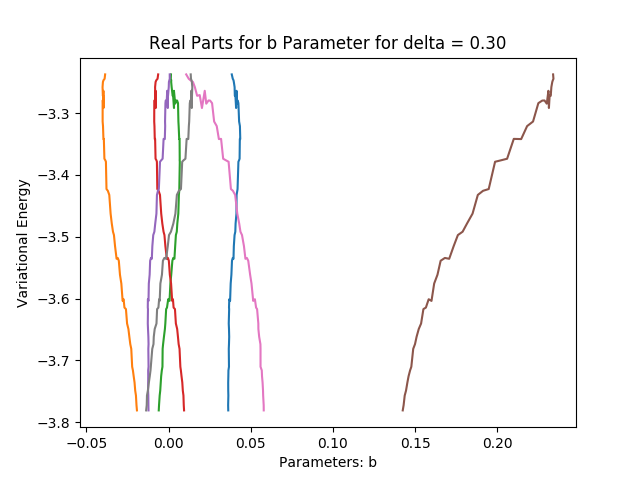 Real Parts for b Parameter for delta = 0.30
Variational Energy
−3.3
−3.4
−3.5
−3.6
−3.7
−3.8
−0.05 0.00 0.05 0.10 0.15 0.20
Parameters: b